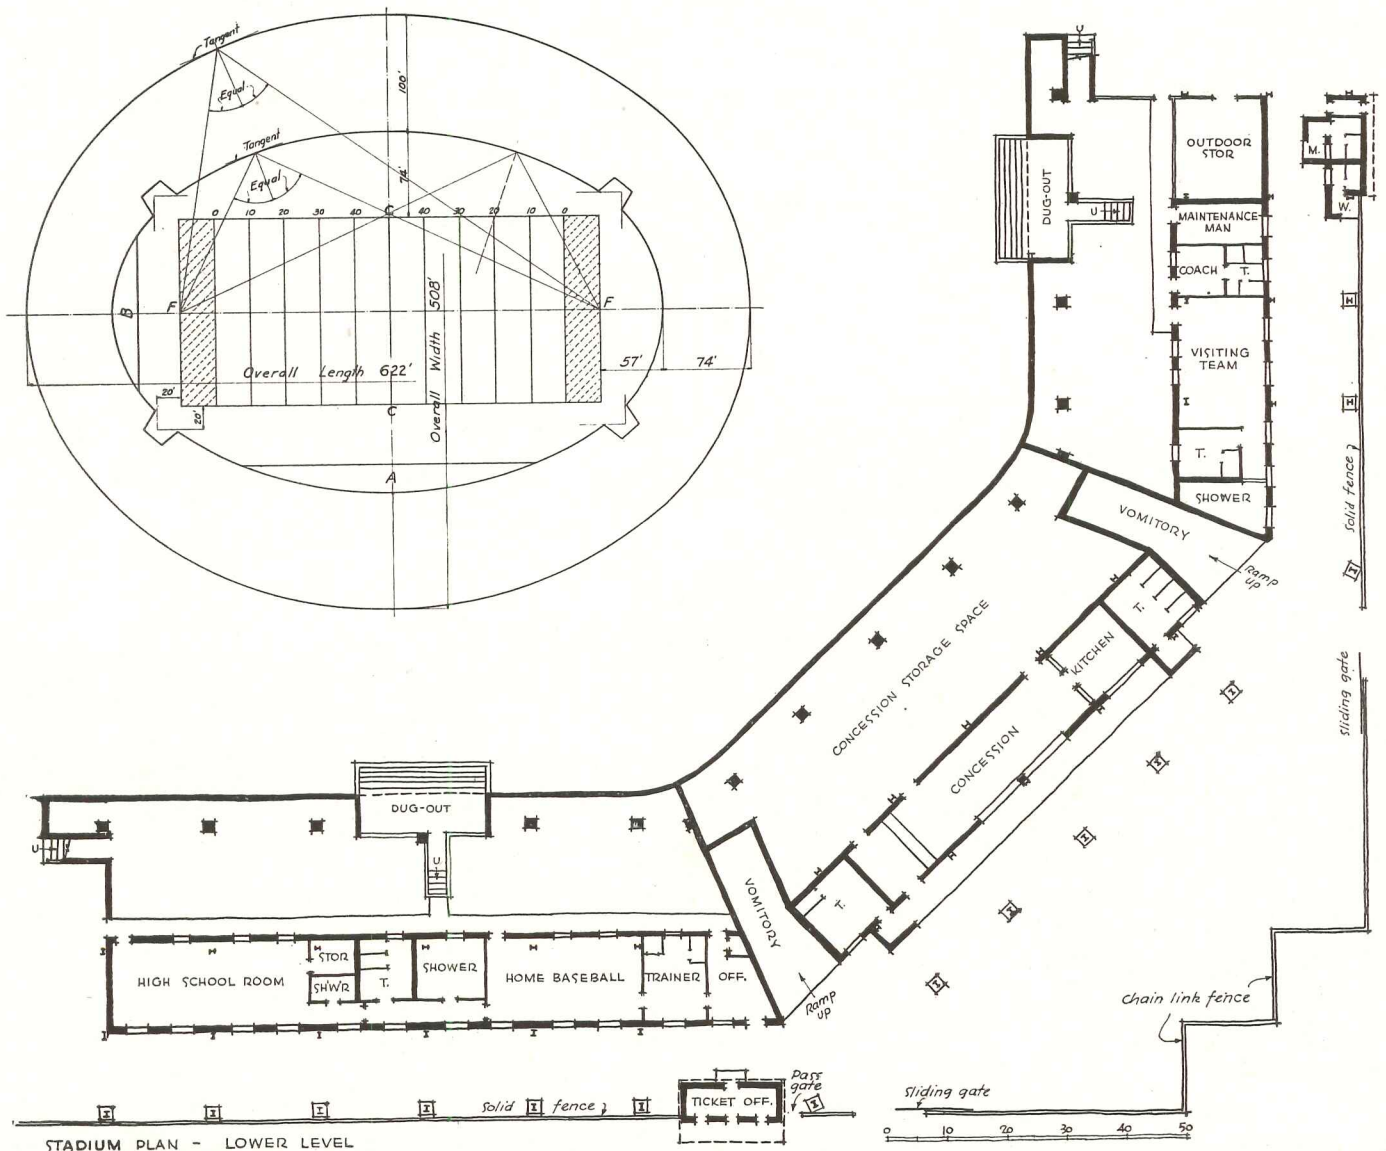 Tangent
Equal
Tangent
Equal
100'
74'
0 10 20 30 40 C 40 30 20 10 0
F
F
B
Overall Length 622'
Overall Width 508'
57'
74'
20'
20'
C
A
U
OUTDOOR
STOR
M.
W.
DUG-OUT
U
MAINTENANCE-
MAN
COACH
T.
VISITING
TEAM
T.
SHOWER
Solid fence
VOMITORY
Ramp
up
T.
KITCHEN
CONCESSION STORAGE SPACE
CONCESSION
Sliding gate
DUG-OUT
U
U
VOMITORY
T.
Ramp
up
HIGH SCHOOL ROOM
STOR
SH'W'R
T.
SHOWER
HOME BASEBALL
TRAINER
OFF.
Chain link fence
Pass
gate
Solid fence
TICKET OFF.
Sliding gate
0 10 20 30 40 50
STADIUM PLAN - LOWER LEVEL